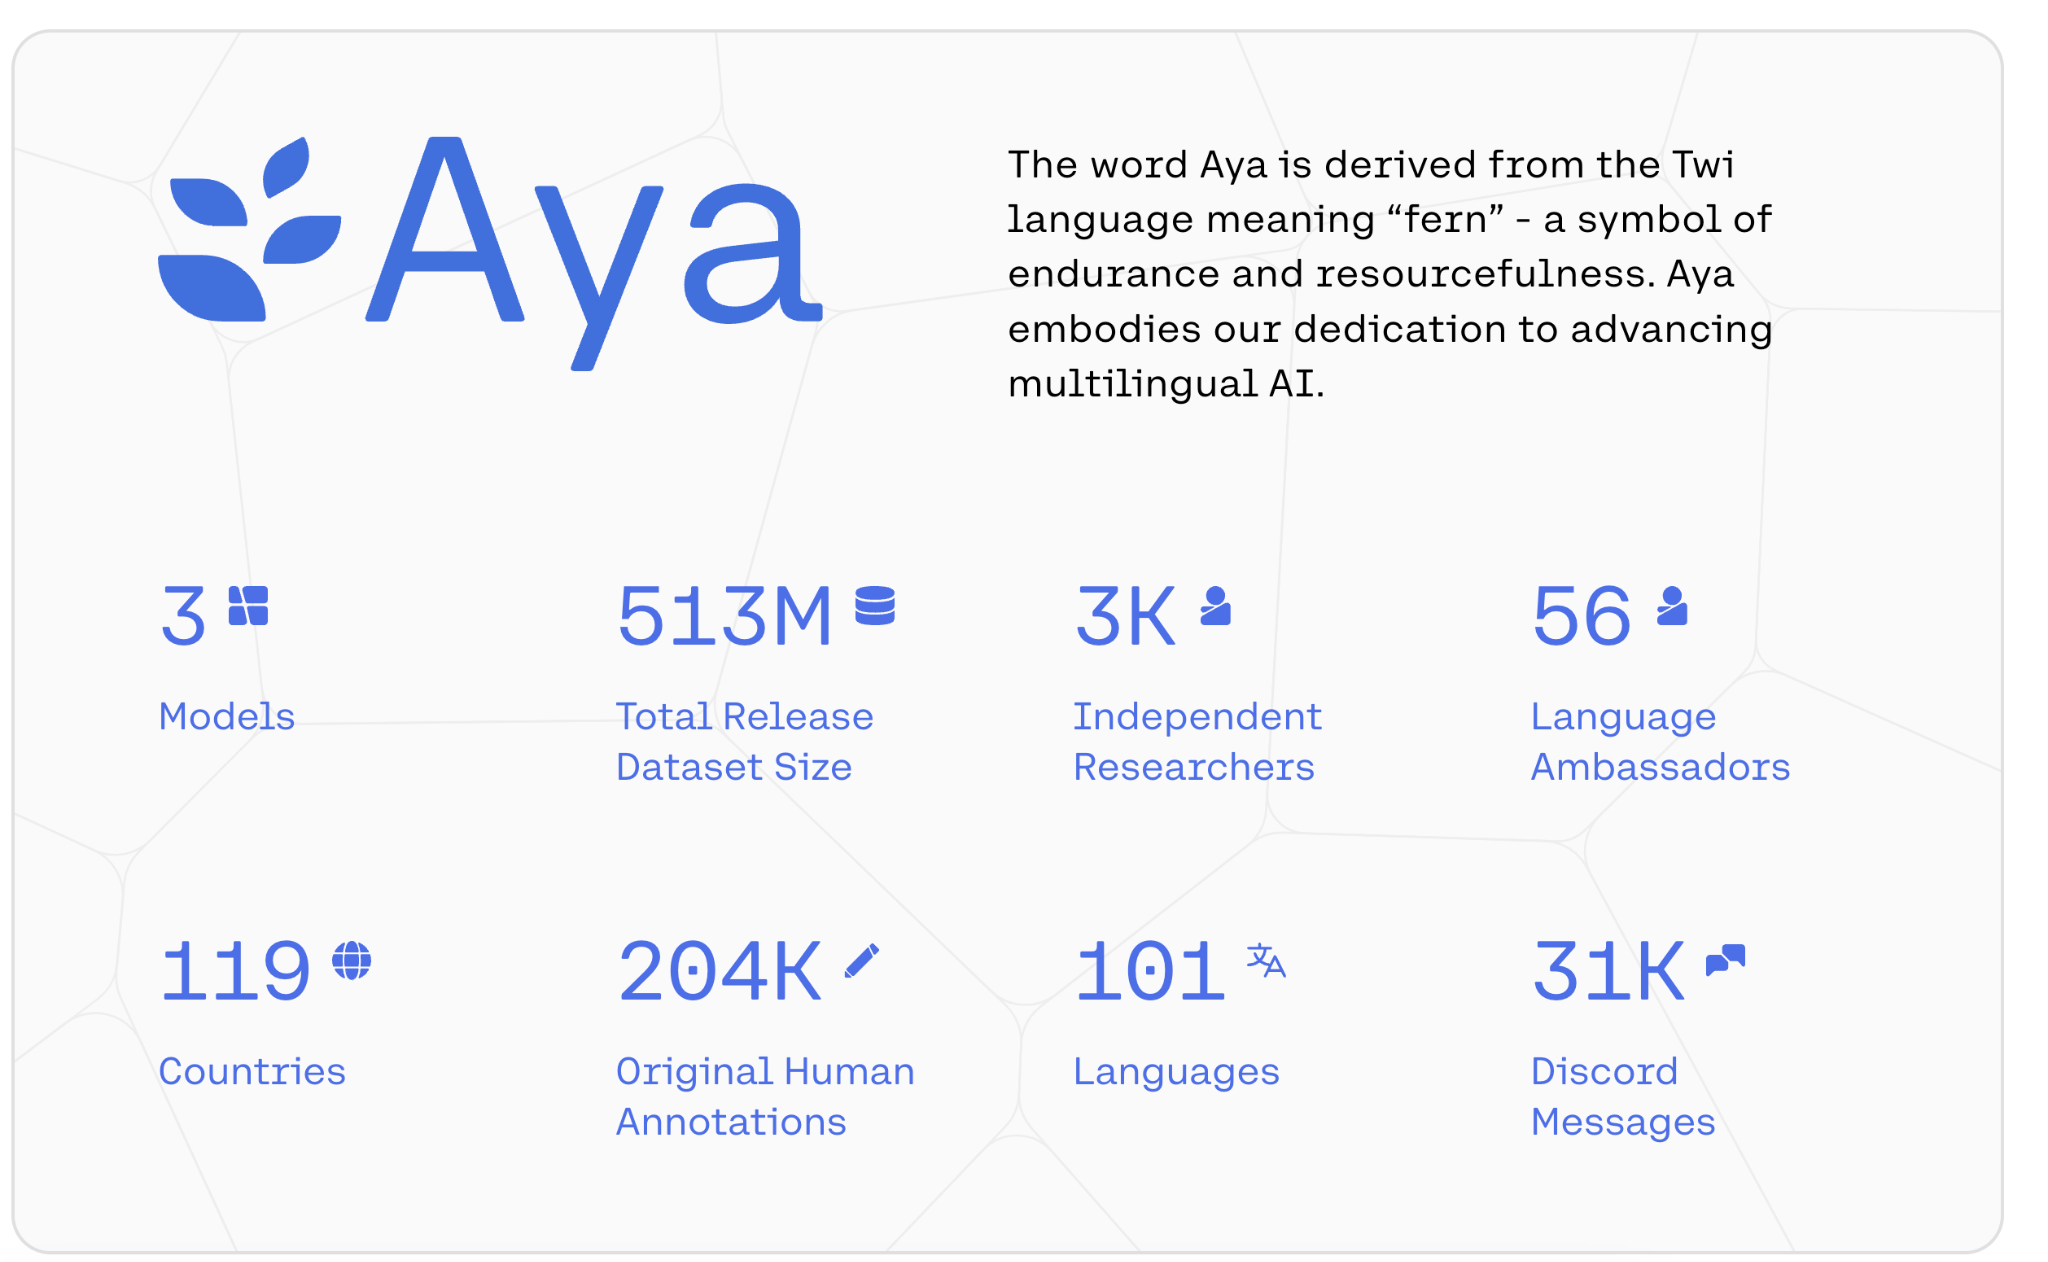 Aya
The word Aya is derived from the Twi
language meaning “fern” - a symbol of
endurance and resourcefulness. Aya
embodies our dedication to advancing
multilingual AI.
3
Models
513M
Total Release
Dataset Size
3K
Independent
Researchers
56
Language
Ambassadors
119
Countries
204K
Original Human
Annotations
101
Languages
31K
Discord
Messages